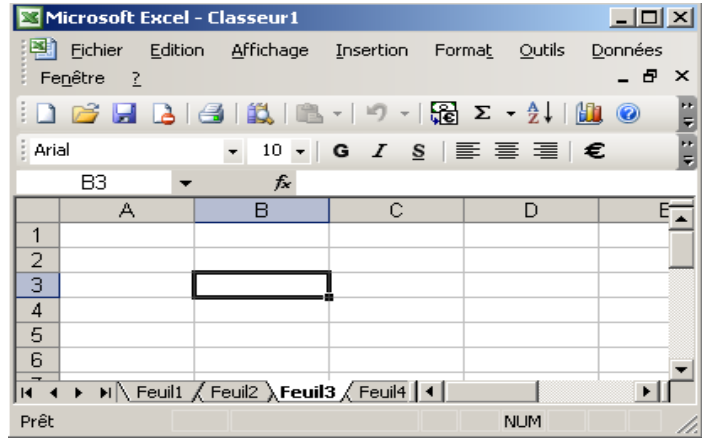 Microsoft Excel - Classeur1
Fichier Edition Affichage Insertion Format Outils Données
Fenêtre ?
Σ A Z €
Arial 10 G I S €
B3 fx
A B C D E
1
2
3
4
5
6
7
Feuil1 Feuil2 Feuil3 Feuil4
Prêt NUM